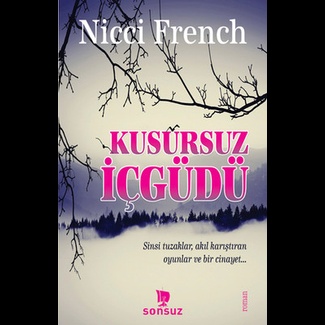 Nicci French
KUSURSUZ
İÇGÜDÜ
Sinsi tuzaklar, akıl karıştıran
oyunlar ve bir cinayet...
roman
sonsuz